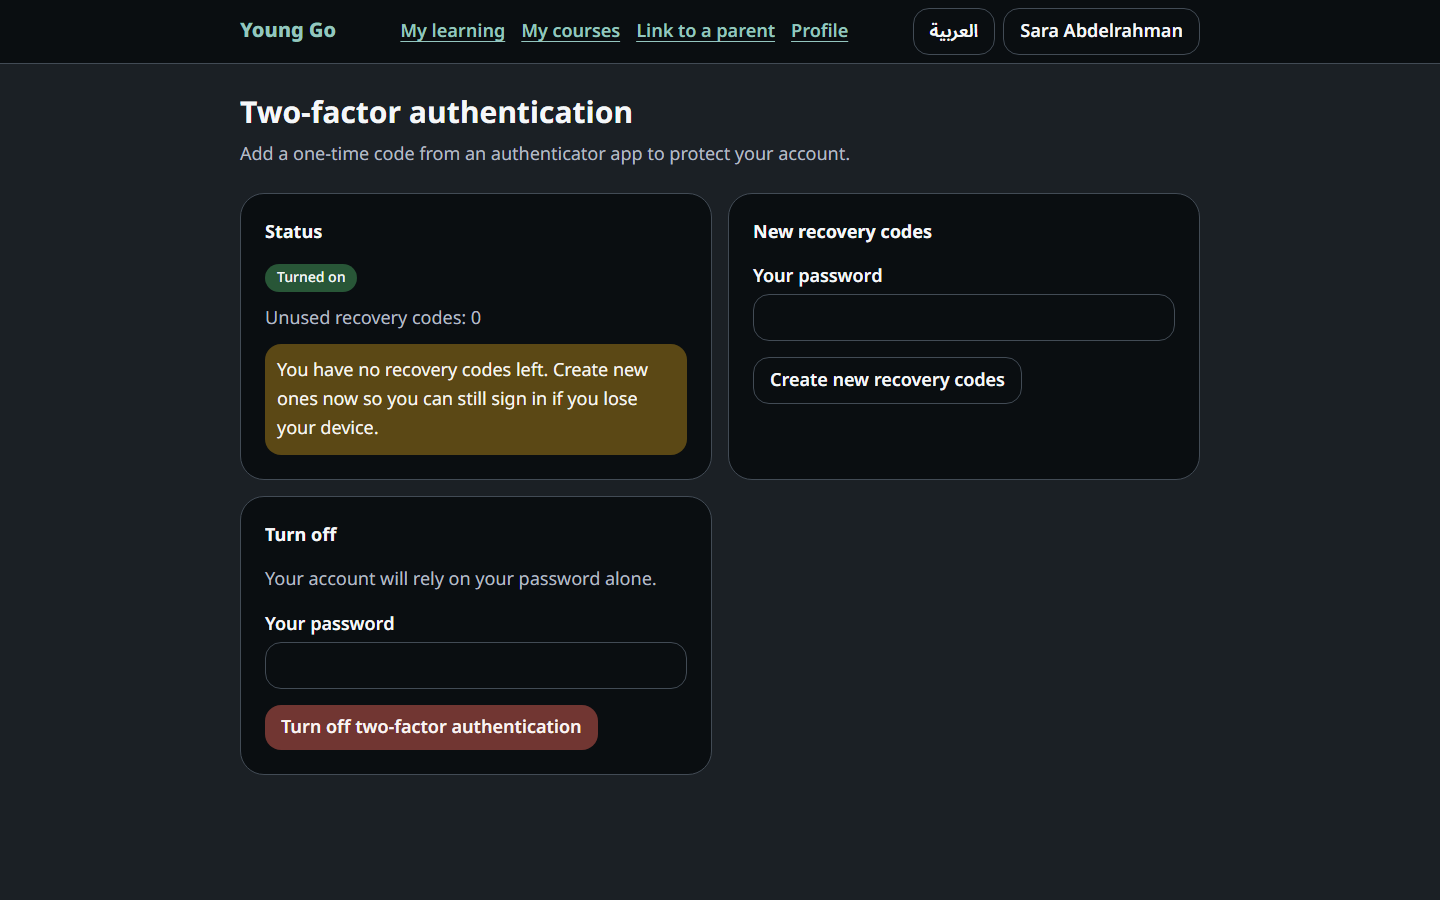 Young Go
My learning
My courses
Link to a parent
Profile
العربية
Sara Abdelrahman
Two-factor authentication
Add a one-time code from an authenticator app to protect your account.
Status
Turned on
Unused recovery codes: 0
You have no recovery codes left. Create new
ones now so you can still sign in if you lose
your device.
New recovery codes
Your password
Create new recovery codes
Turn off
Your account will rely on your password alone.
Your password
Turn off two-factor authentication